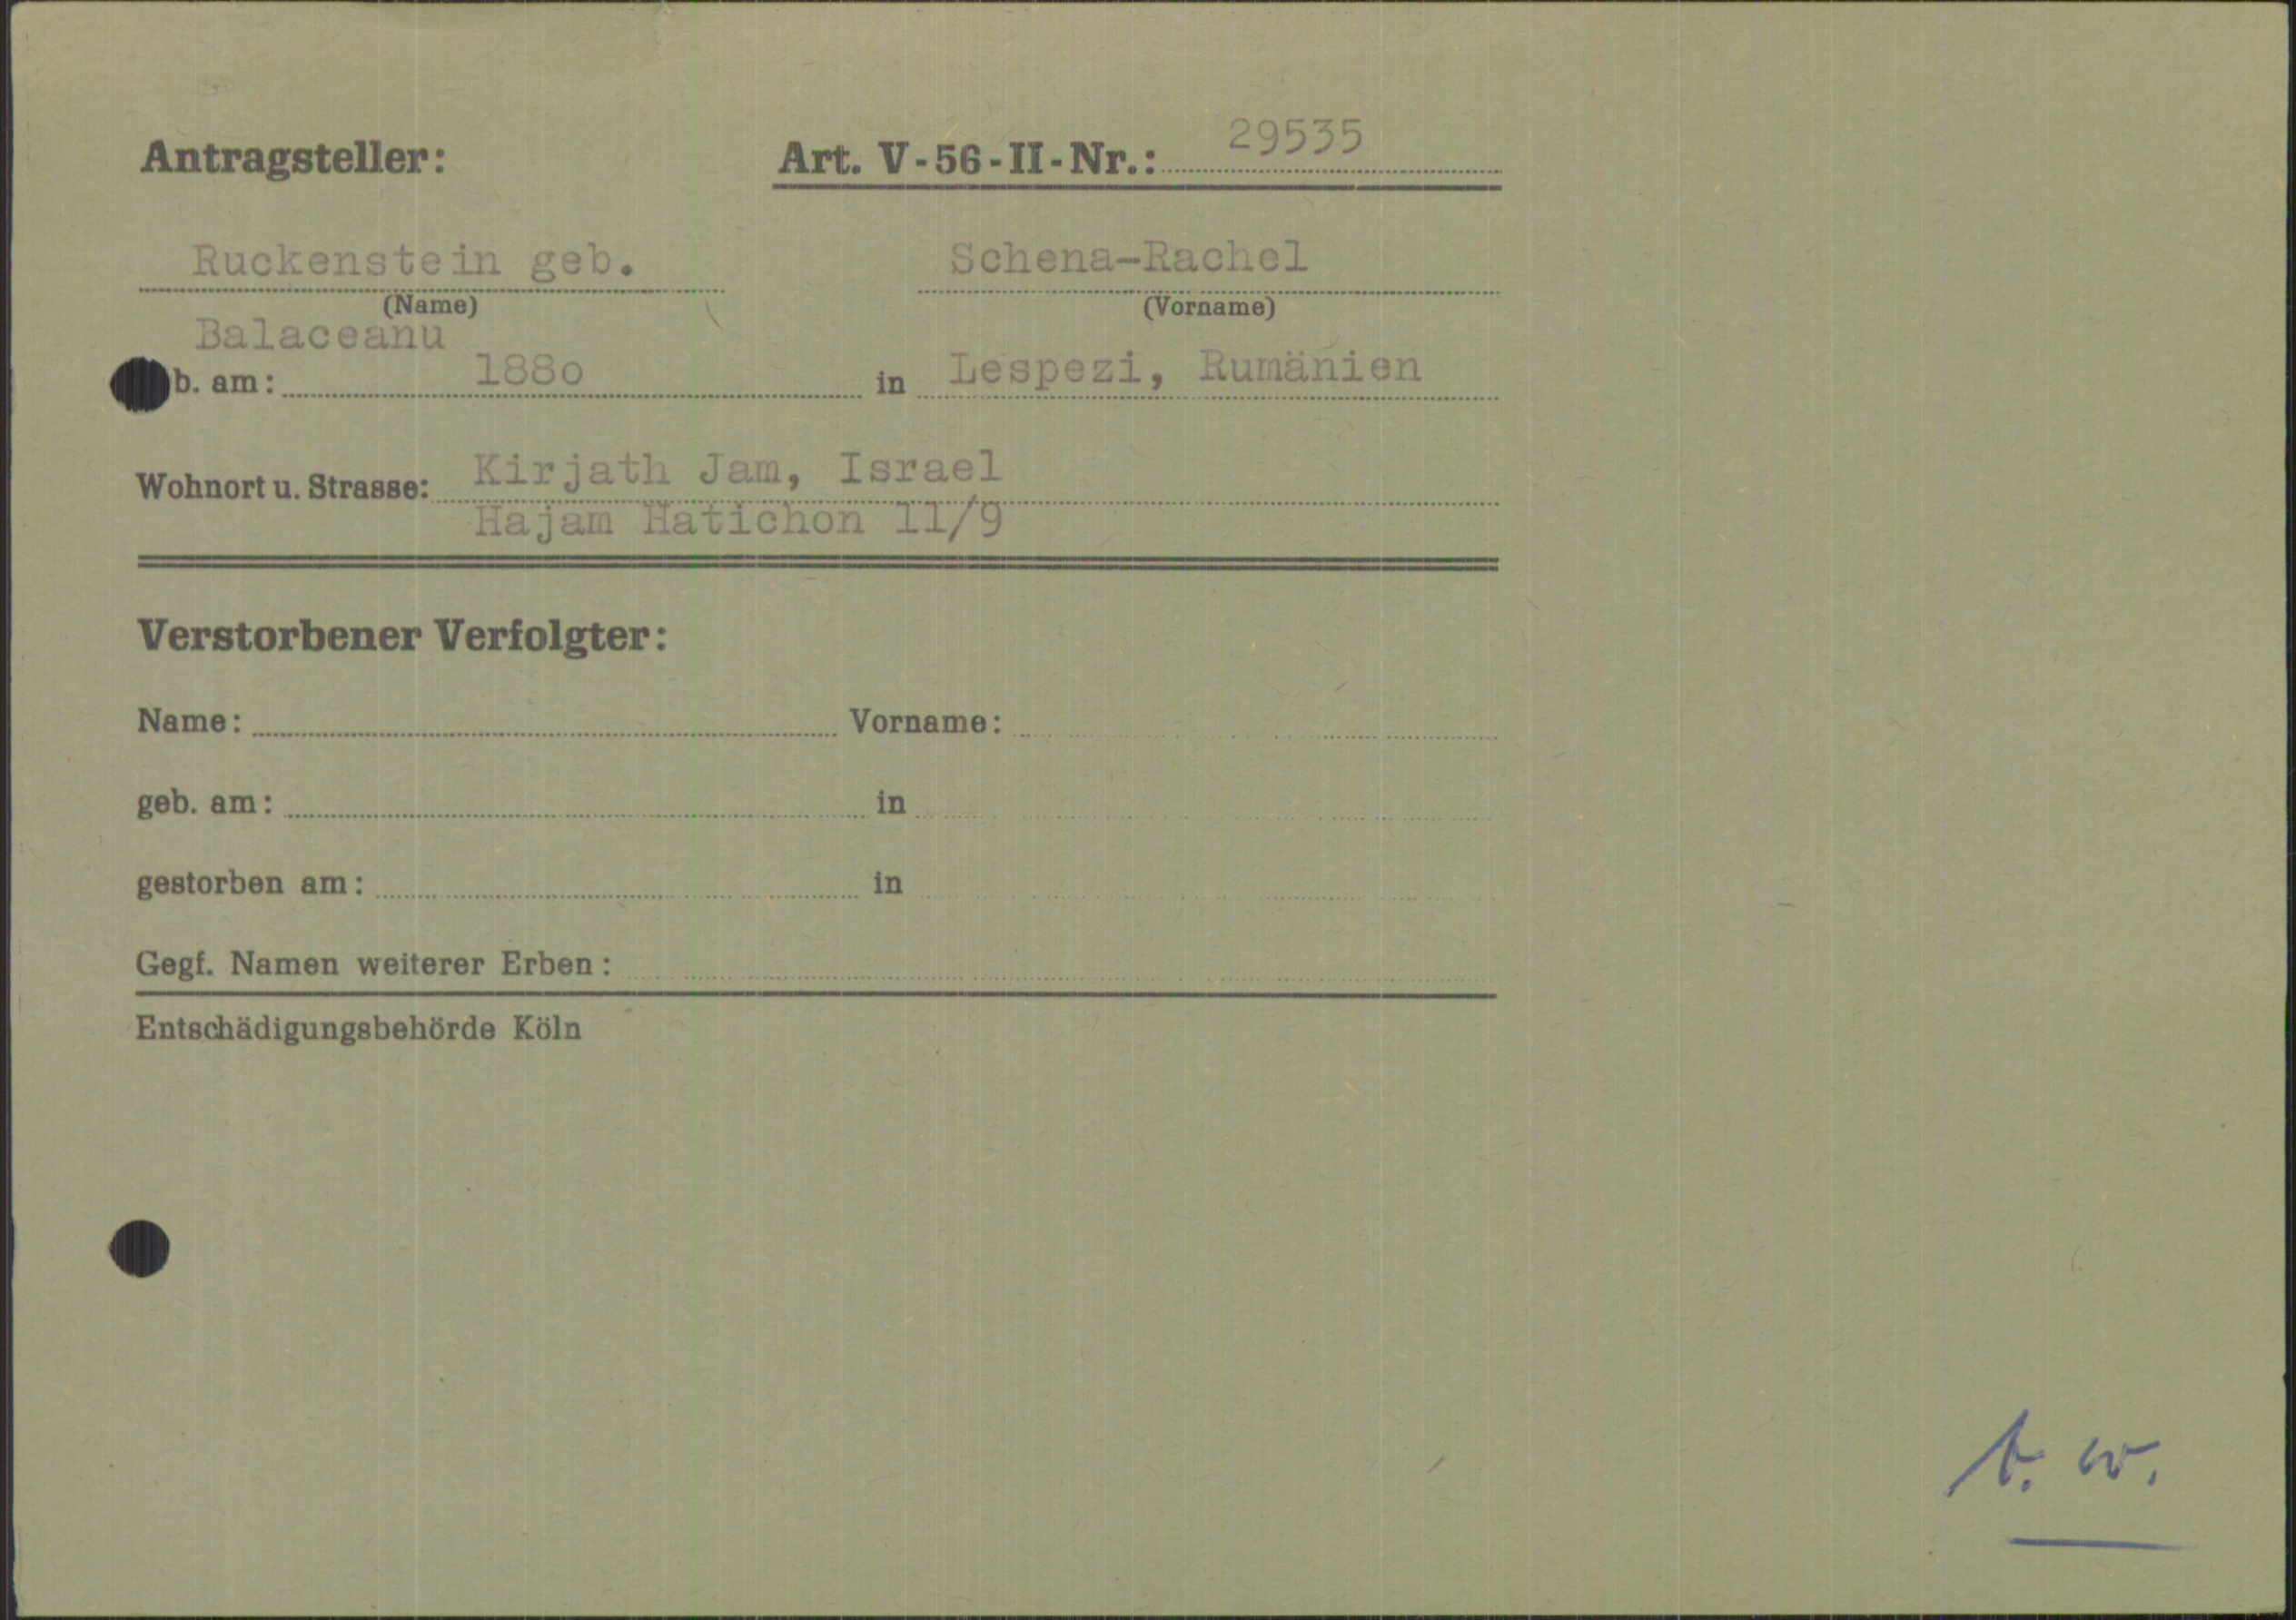 Antragsteller: Art. V-56-II-Nr.: 29535
Ruckenstein geb. Schena-Rachel
(Name) (Vorname)
Balaceanu
b. am: 188o in Lespezi, Rumänien
Wohnort u. Strasse: Kirjath Jam, Israel
Hajam Hatichon 11/9
Verstorbener Verfolgter:
Name: Vorname:
geb. am: in
gestorben am: in
Gegf. Namen weiterer Erben:
Entschädigungsbehörde Köln